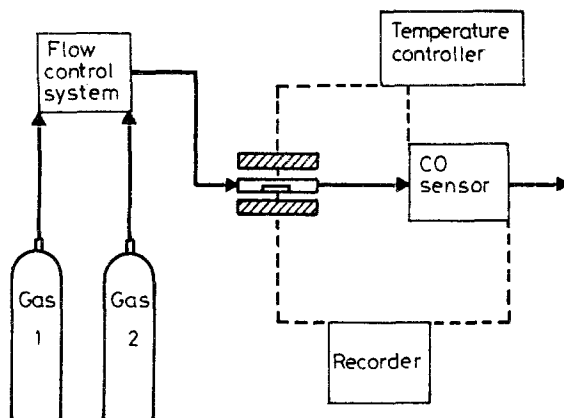 Flow
control
system
Temperature
controller
CO
sensor
Gas
1
Gas
2
Recorder